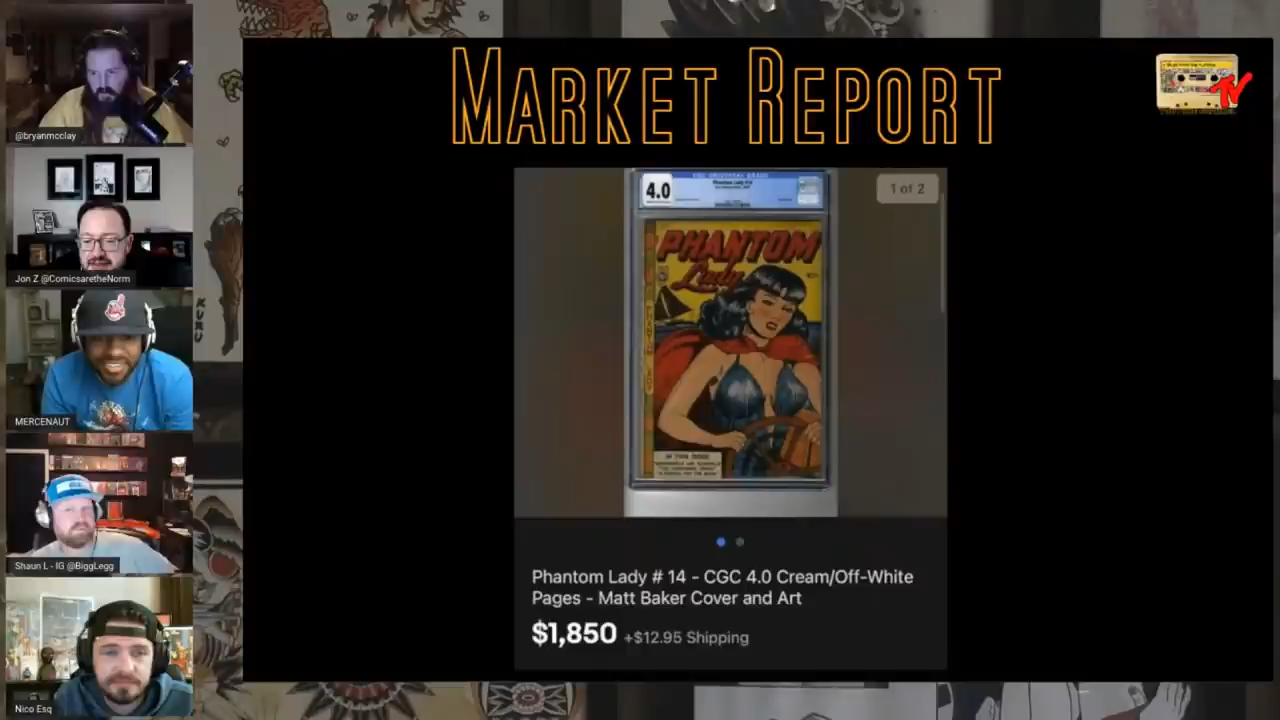 MARKET REPORT
TV
@bryanmcclay
Jon Z @ComicsaretheNorm
MERCENAUT
Shaun L - IG @BiggLegg
Nico Esq
1 of 2
4.0
PHANTOM
Lady
Phantom Lady # 14 - CGC 4.0 Cream/Off-White
Pages - Matt Baker Cover and Art
$1,850 +$12.95 Shipping